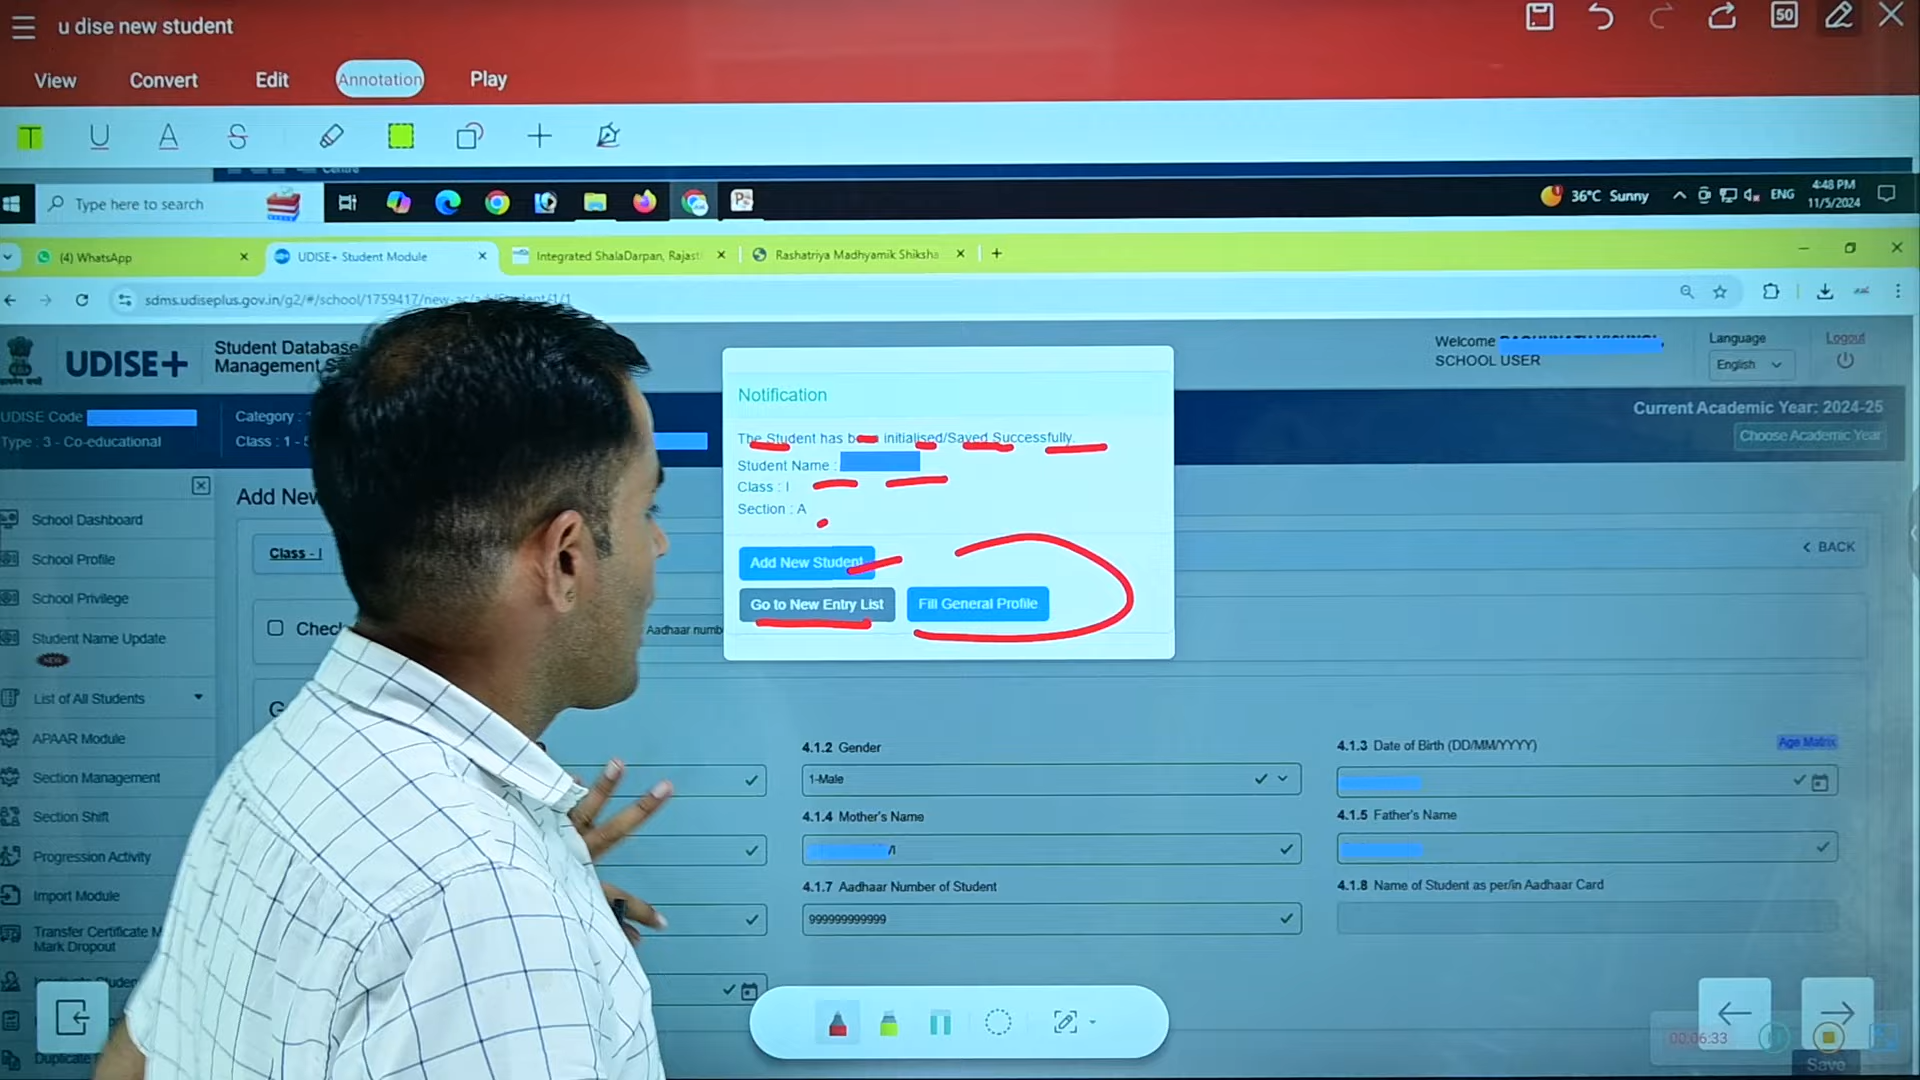 u dise new student
50
View Convert Edit Annotation Play
T U A S
Centre
Type here to search
36°C Sunny
ENG
4:48 PM
11/5/2024
(4) WhatsApp
UDISE+ Student Module
Integrated ShalaDarpan, Rajast
Rashatriya Madhyamik Shiksha
sdms.udiseplus.gov.in/g2/#/school/1759417/
UDISE+
Student Database
Management S
Welcome
SCHOOL USER
Language
English
Logout
UDISE Code
Category :
Type : 3 - Co-educational
Class : 1 -
Current Academic Year: 2024-25
Choose Academic Year
School Dashboard
School Profile
School Privilege
Student Name Update
NEW
List of All Students
APAAR Module
Section Management
Section Shift
Progression Activity
Import Module
Transfer Certificate M
Mark Dropout
Duplicate
Add New
Class - I
BACK
Chec
Aadhaar numb
G
Notification
The Student has been initialised/Saved Successfully.
Student Name :
Class : I
Section : A
Add New Student
Go to New Entry List
Fill General Profile
4.1.2 Gender
1-Male
4.1.3 Date of Birth (DD/MM/YYYY)
Age Matrix
4.1.4 Mother's Name
4.1.5 Father's Name
4.1.7 Aadhaar Number of Student
999999999999
4.1.8 Name of Student as per/in Aadhaar Card
00:06:33
Save